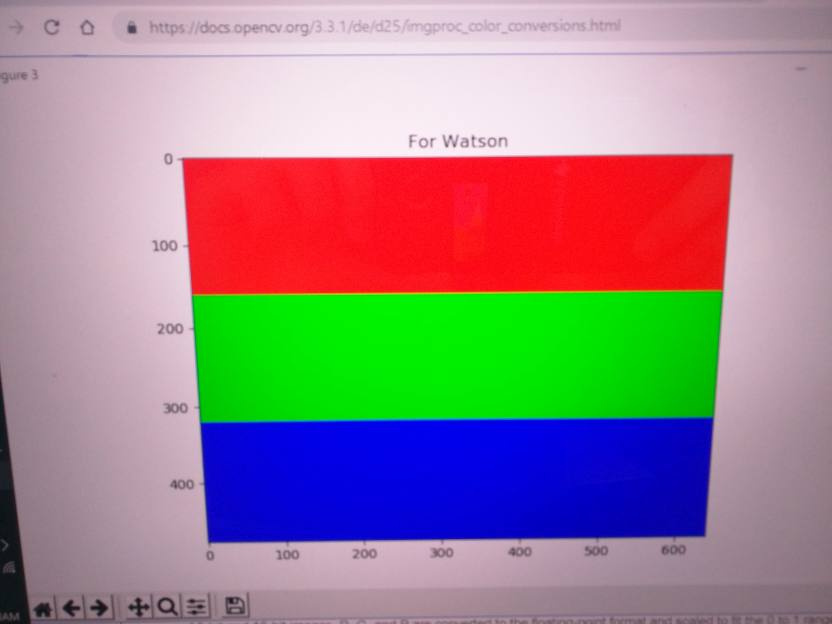 https://docs.opencv.org/3.3.1/de/d25/imgproc_color_conversions.html
gure 3
For Watson
0
100
200
300
400
0 100 200 300 400 500 600
AM
are converted to the floating-point format and scaled to fit the 0 to 1